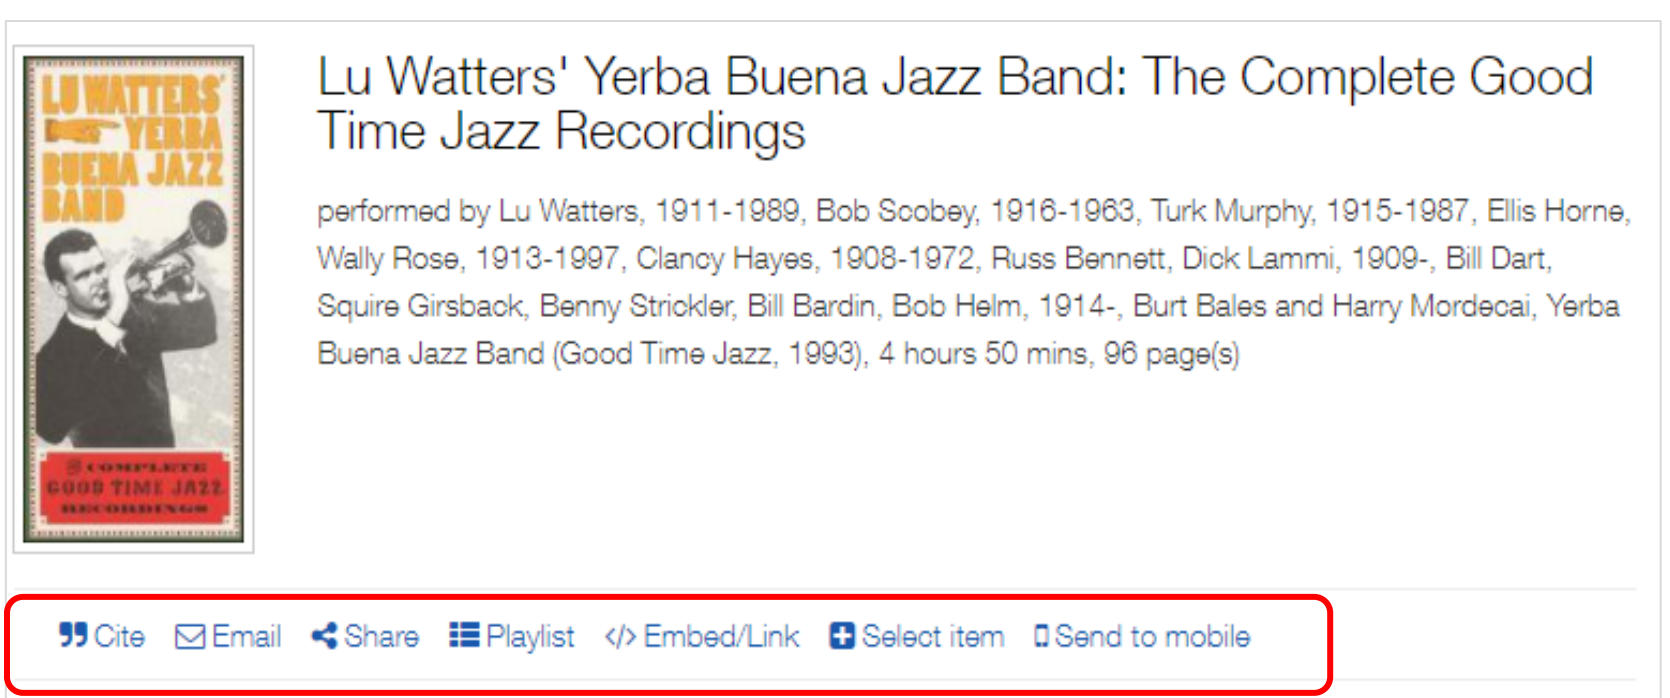 LU WATTERS'
YERBA
BUENA JAZZ
BAND
COMPLETE
GOOD TIME JAZZ
RECORDINGS
Lu Watters' Yerba Buena Jazz Band: The Complete Good
Time Jazz Recordings
performed by Lu Watters, 1911-1989, Bob Scobey, 1916-1963, Turk Murphy, 1915-1987, Ellis Horne,
Wally Rose, 1913-1997, Clancy Hayes, 1908-1972, Russ Bennett, Dick Lammi, 1909-, Bill Dart,
Squire Girsback, Benny Strickler, Bill Bardin, Bob Helm, 1914-, Burt Bales and Harry Mordecai, Yerba
Buena Jazz Band (Good Time Jazz, 1993), 4 hours 50 mins, 96 page(s)
Cite Email Share Playlist </> Embed/Link Select item Send to mobile